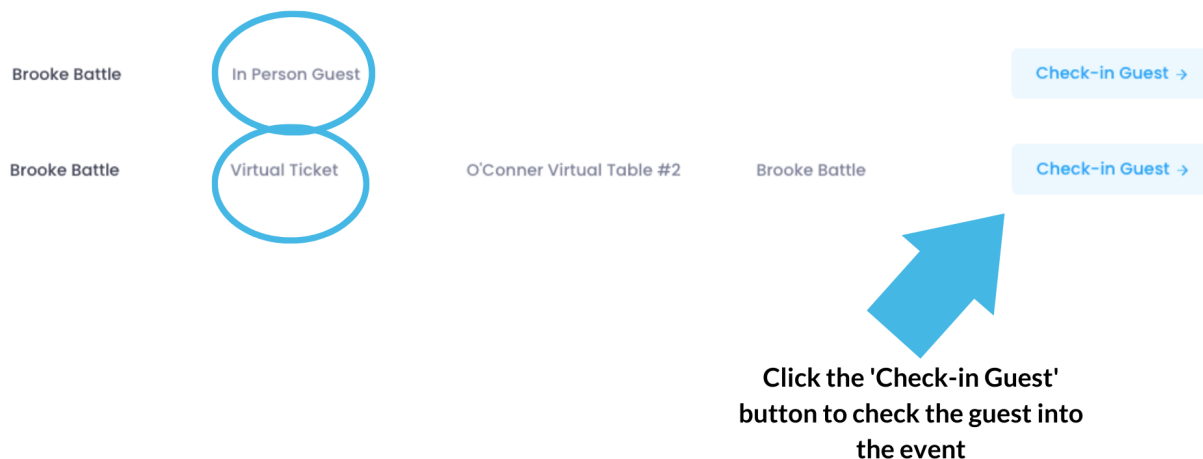 Brooke Battle In Person Guest Check-in Guest →
Brooke Battle Virtual Ticket O'Conner Virtual Table #2 Brooke Battle Check-in Guest →
Click the 'Check-in Guest'
button to check the guest into
the event